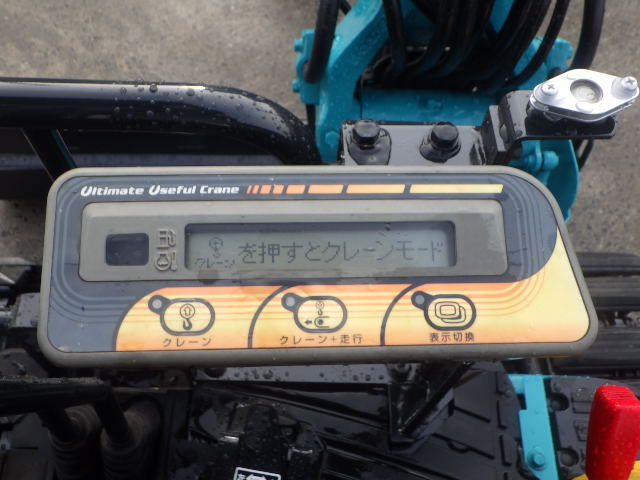 Ultimate Useful Crane
クレーン を押すとクレーンモード
クレーン
クレーン+走行
表示切換